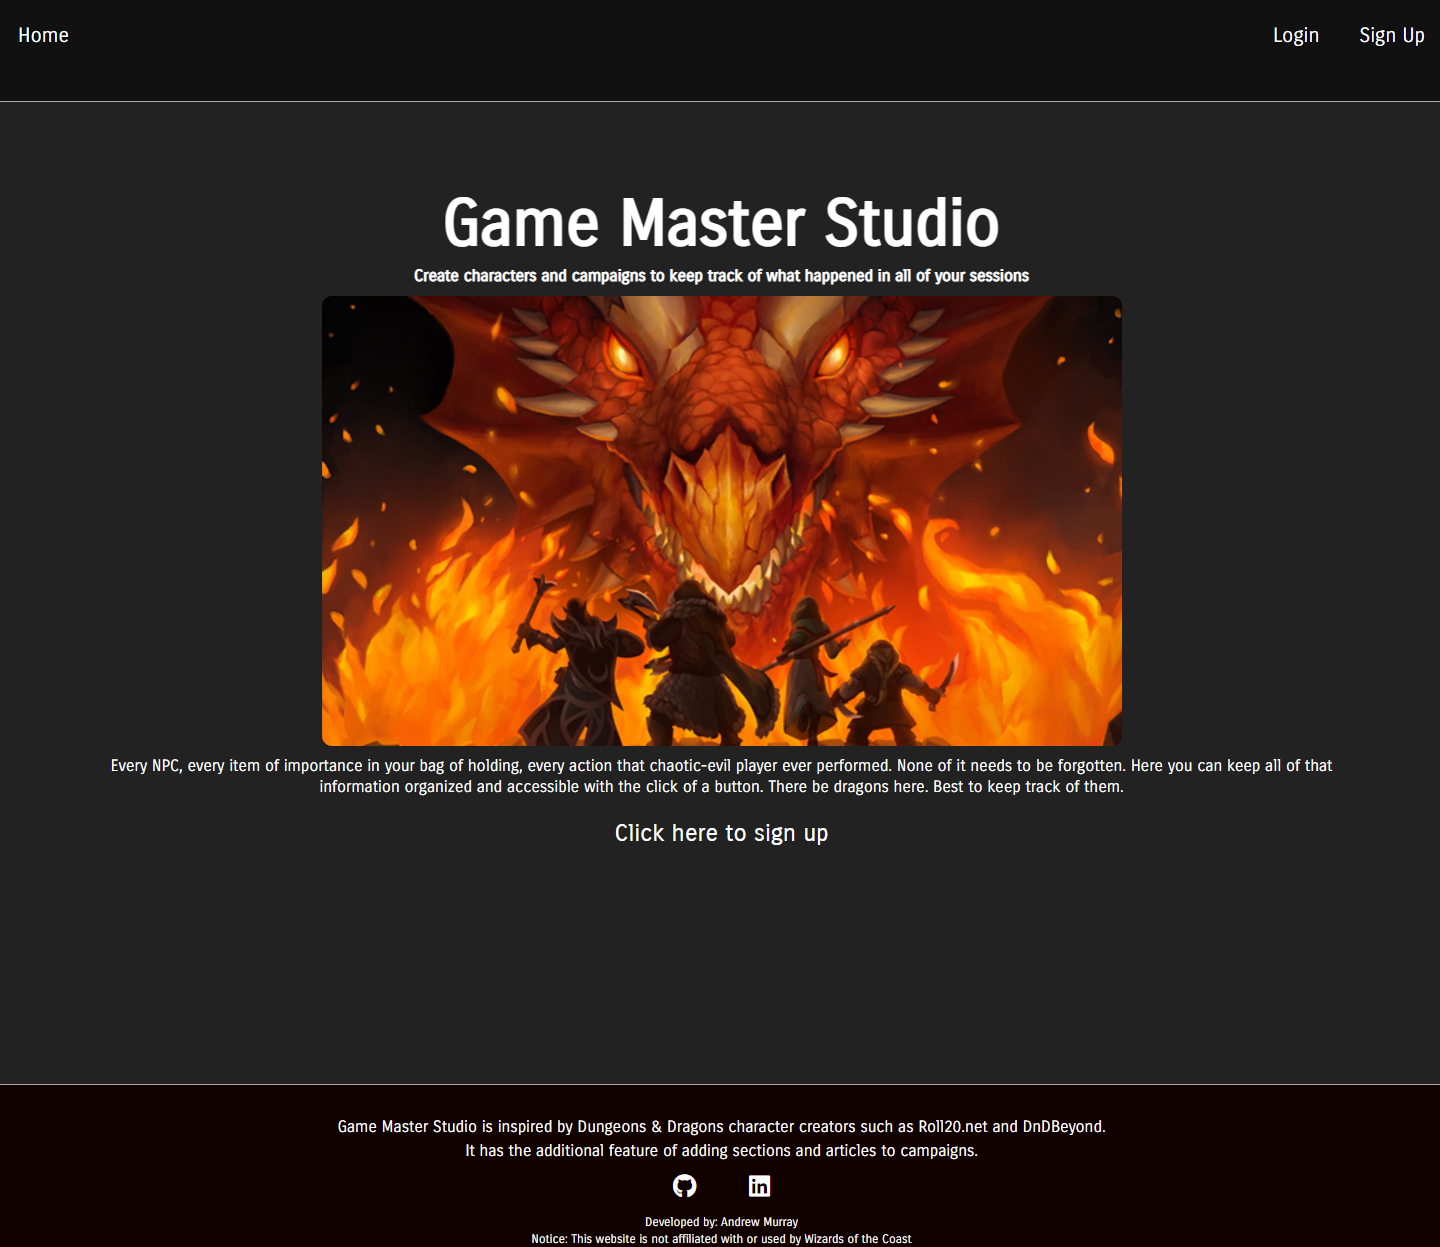 Home
Login
Sign Up
Game Master Studio
Create characters and campaigns to keep track of what happened in all of your sessions
Every NPC, every item of importance in your bag of holding, every action that chaotic-evil player ever performed. None of it needs to be forgotten. Here you can keep all of that
information organized and accessible with the click of a button. There be dragons here. Best to keep track of them.
Click here to sign up
Game Master Studio is inspired by Dungeons & Dragons character creators such as Roll20.net and DnDBeyond.
It has the additional feature of adding sections and articles to campaigns.
in
Developed by: Andrew Murray
Notice: This website is not affiliated with or used by Wizards of the Coast